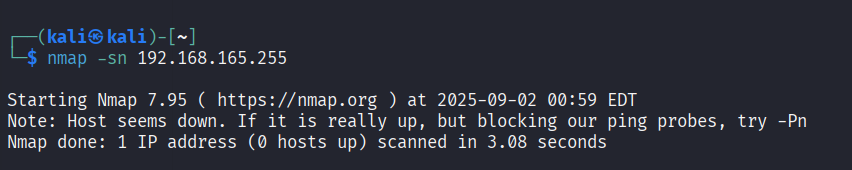 ┌──(kali㉿kali)-[~]
└─$ nmap -sn 192.168.165.255
Starting Nmap 7.95 ( https://nmap.org ) at 2025-09-02 00:59 EDT
Note: Host seems down. If it is really up, but blocking our ping probes, try -Pn
Nmap done: 1 IP address (0 hosts up) scanned in 3.08 seconds